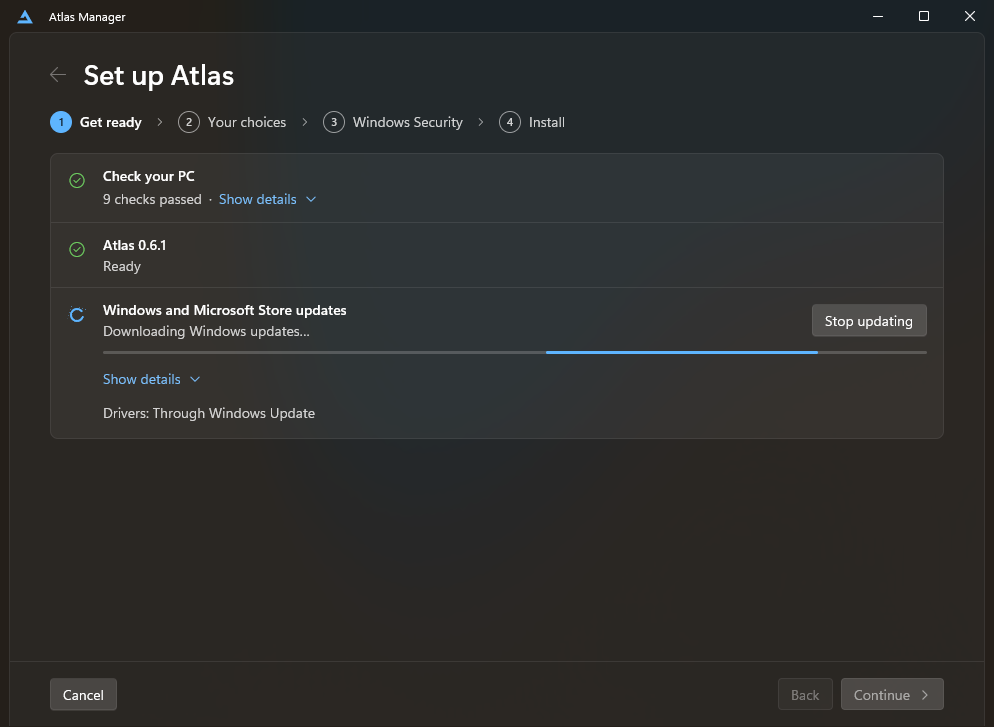 Atlas Manager
Set up Atlas
1 Get ready
2 Your choices
3 Windows Security
4 Install
Check your PC
9 checks passed · Show details
Atlas 0.6.1
Ready
Windows and Microsoft Store updates
Downloading Windows updates...
Stop updating
Show details
Drivers: Through Windows Update
Cancel
Back
Continue